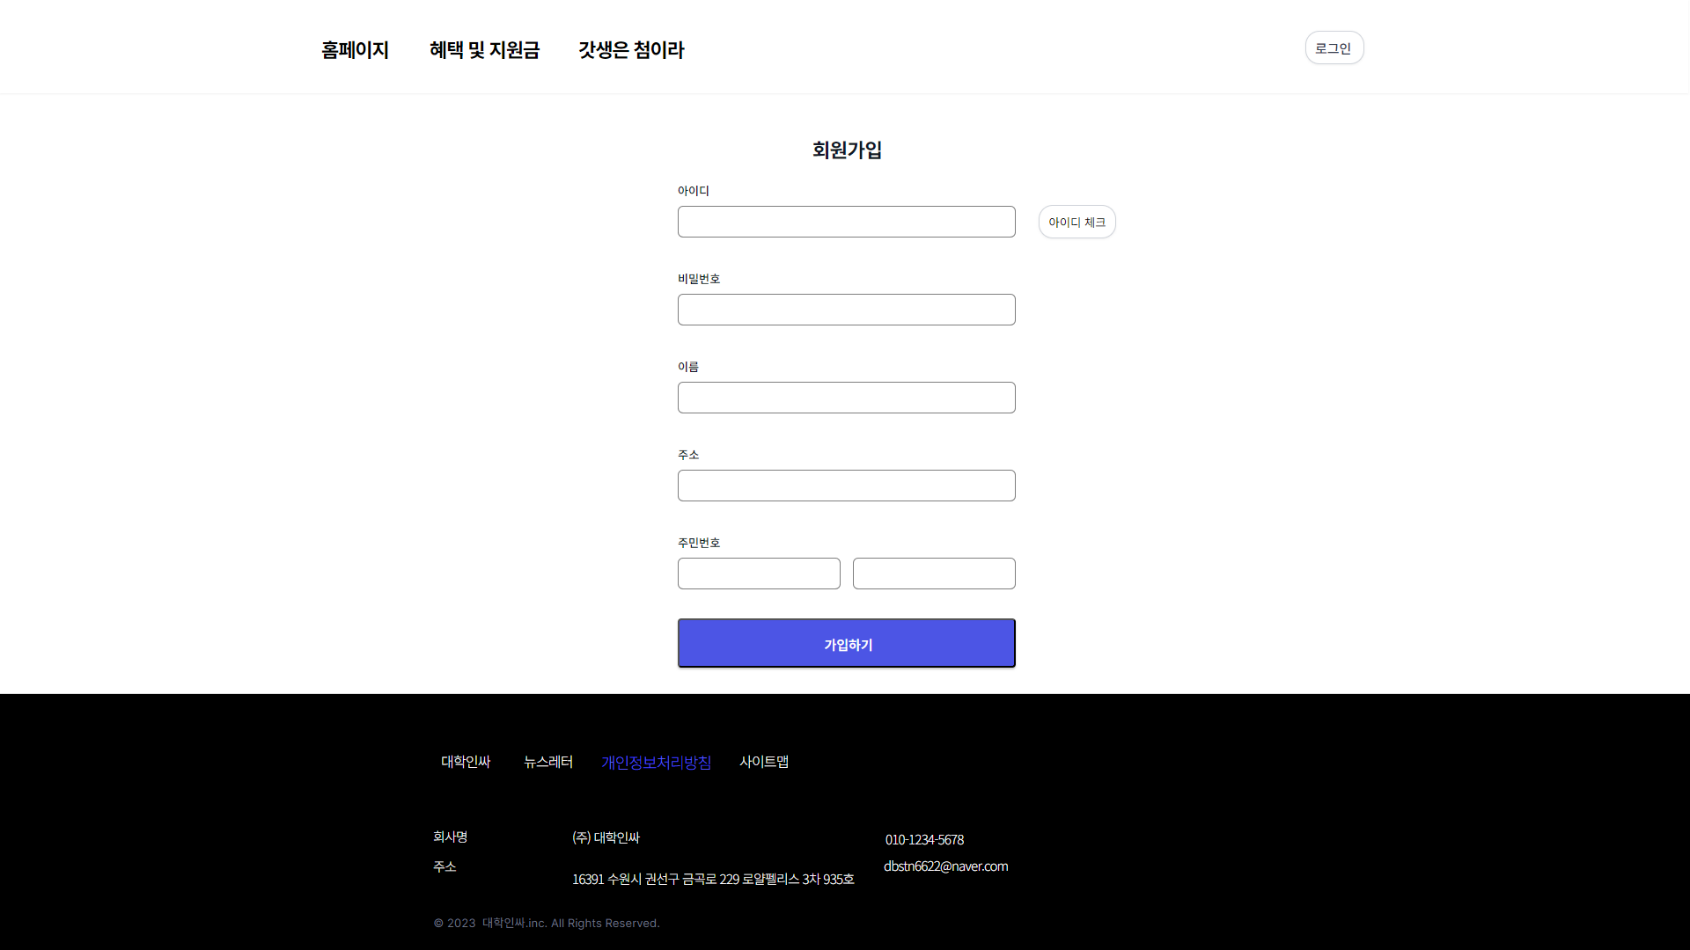 홈페이지 혜택 및 지원금 갓생은 첨이라 로그인
회원가입
아이디
아이디 체크
비밀번호
이름
주소
주민번호
가입하기
대학인싸 뉴스레터 개인정보처리방침 사이트맵
회사명 (주) 대학인싸 010-1234-5678
주소 16391 수원시 권선구 금곡로 229 로얄펠리스 3차 935호 dbstn6622@naver.com
© 2023 대학인싸.inc. All Rights Reserved.